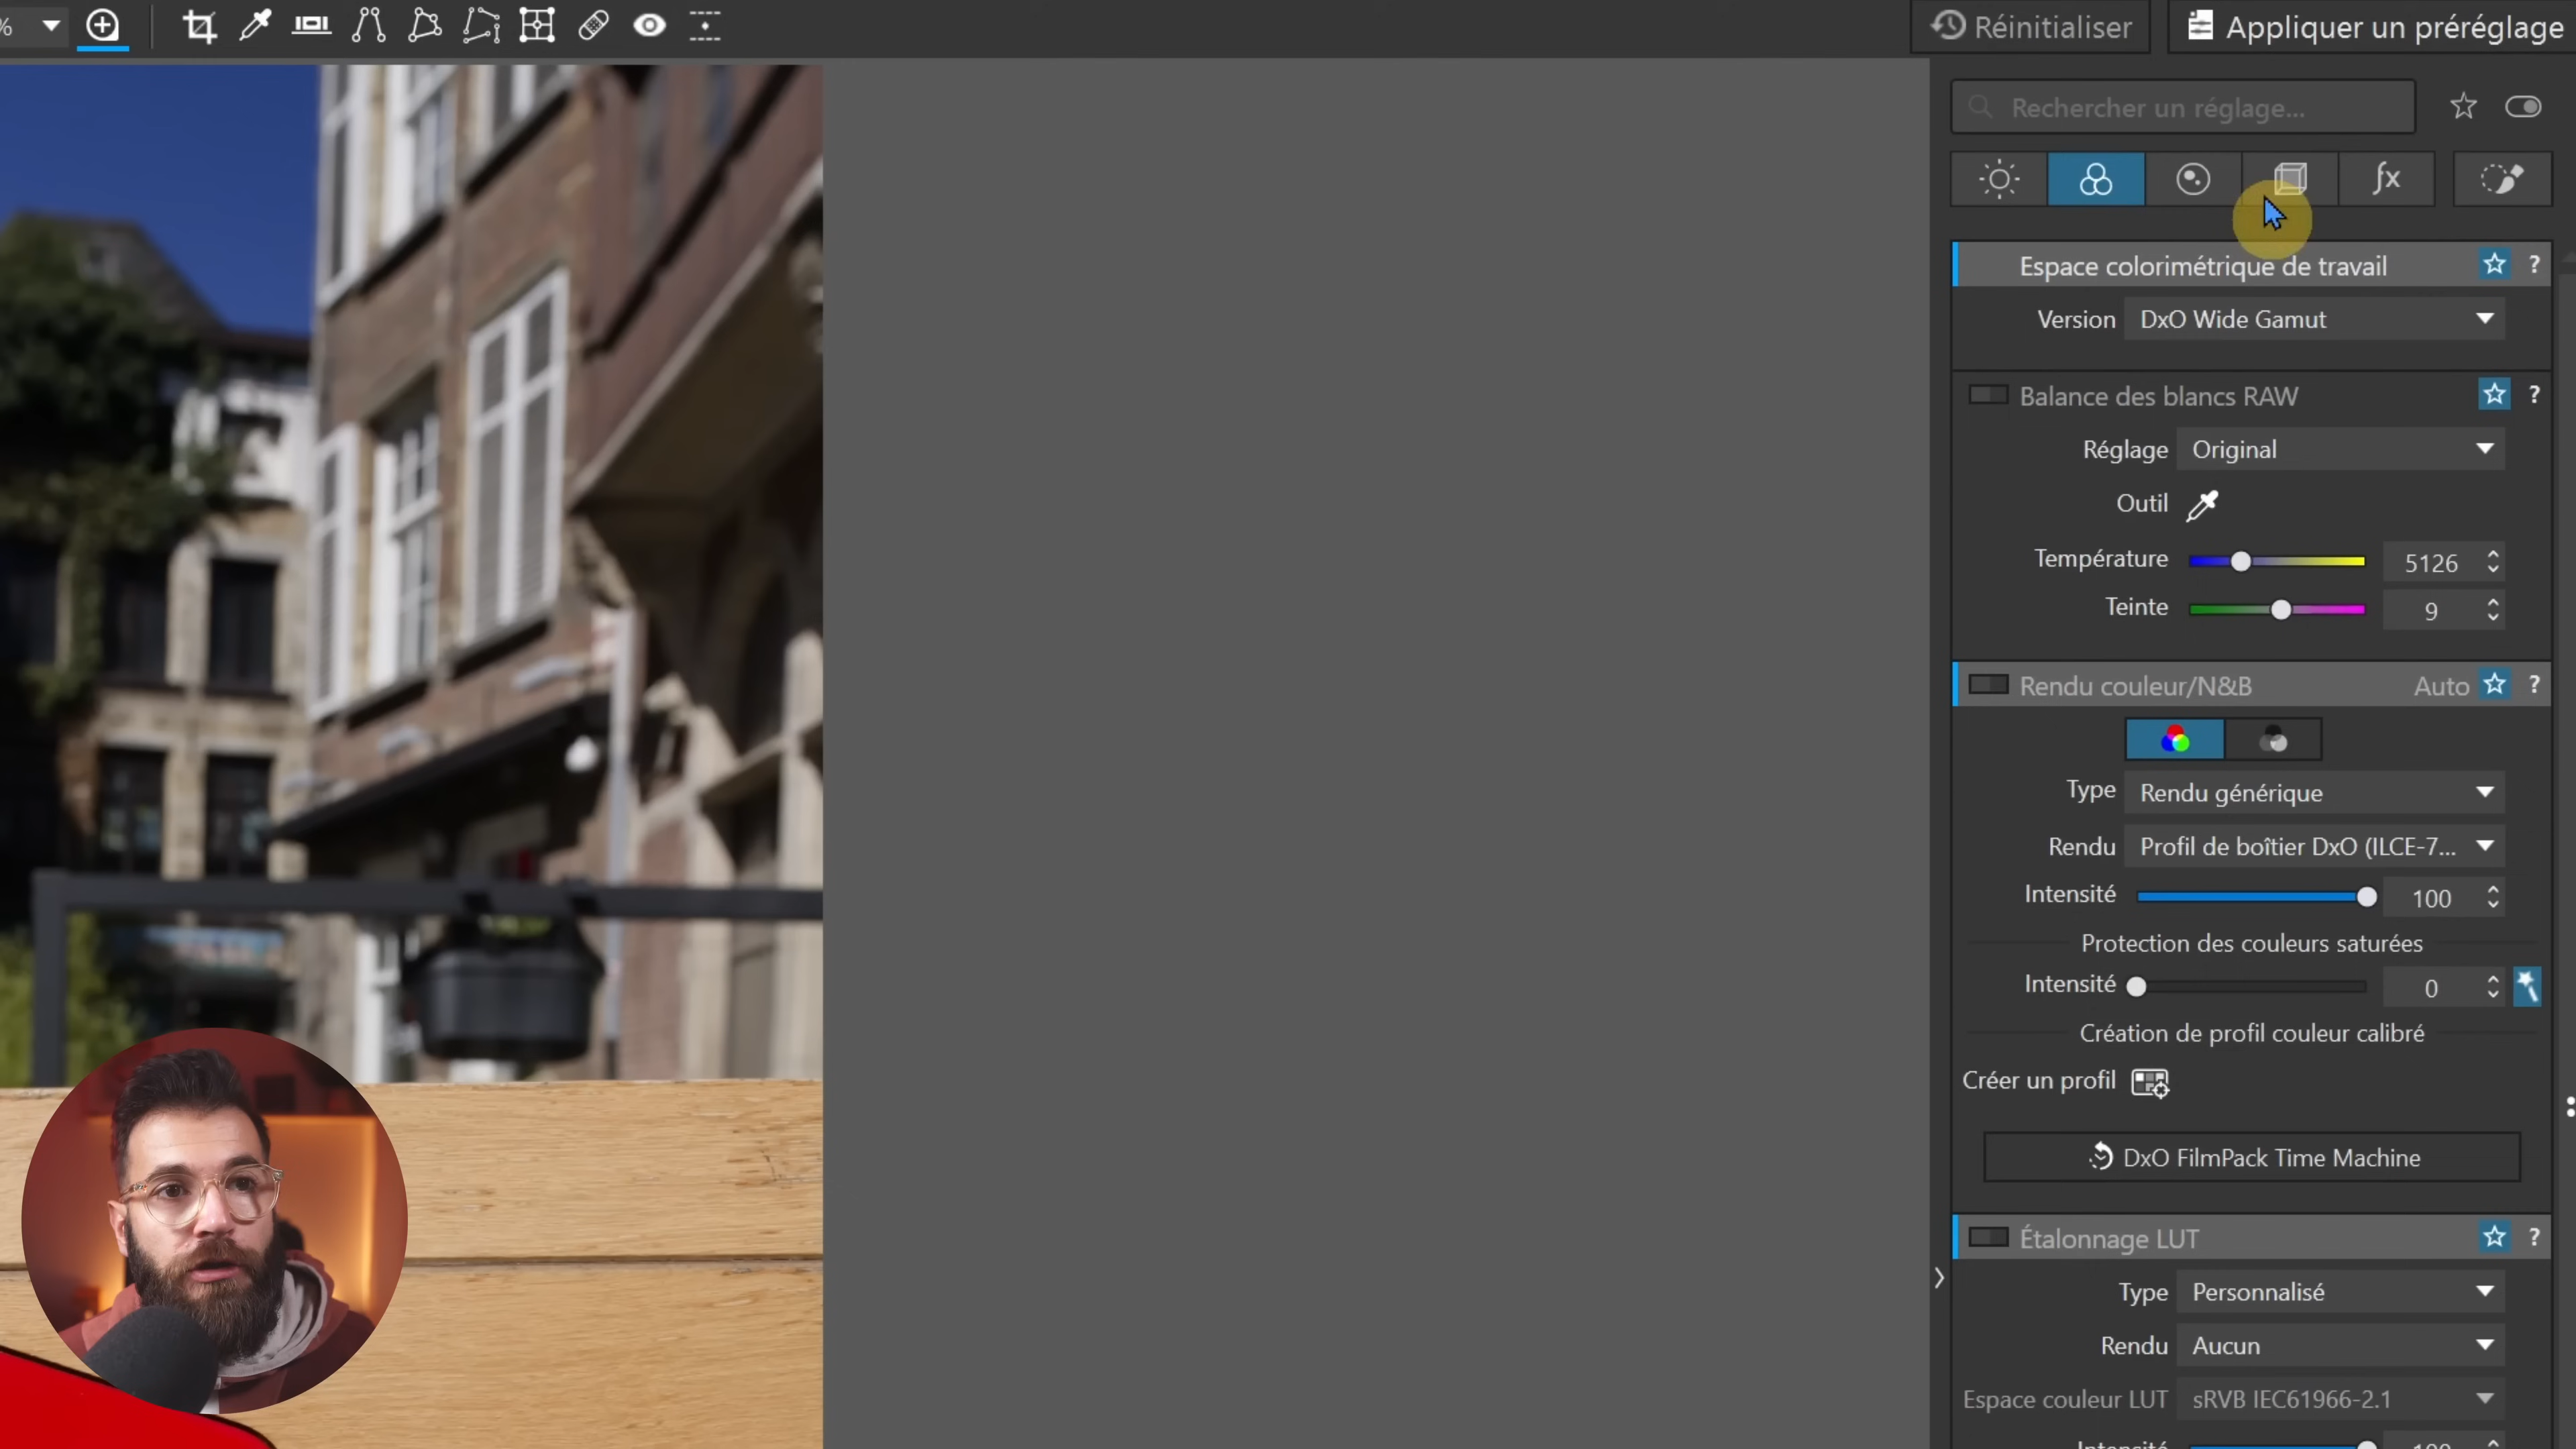 %
Réinitialiser
Appliquer un préréglage
Rechercher un réglage...
fx
Espace colorimétrique de travail ?
Version DxO Wide Gamut
Balance des blancs RAW ?
Réglage Original
Outil
Température 5126
Teinte 9
Rendu couleur/N&B Auto ?
Type Rendu générique
Rendu Profil de boîtier DxO (ILCE-7...
Intensité 100
Protection des couleurs saturées
Intensité 0
Création de profil couleur calibré
Créer un profil
DxO FilmPack Time Machine
Étalonnage LUT ?
Type Personnalisé
Rendu Aucun
Espace couleur LUT sRVB IEC61966-2.1
Intensité 100